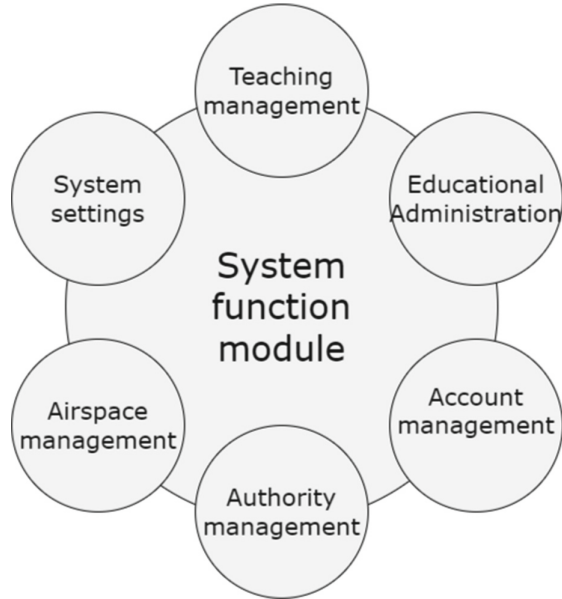 Teaching
management
System
settings
Educational
Administration
System
function
module
Airspace
management
Account
management
Authority
management